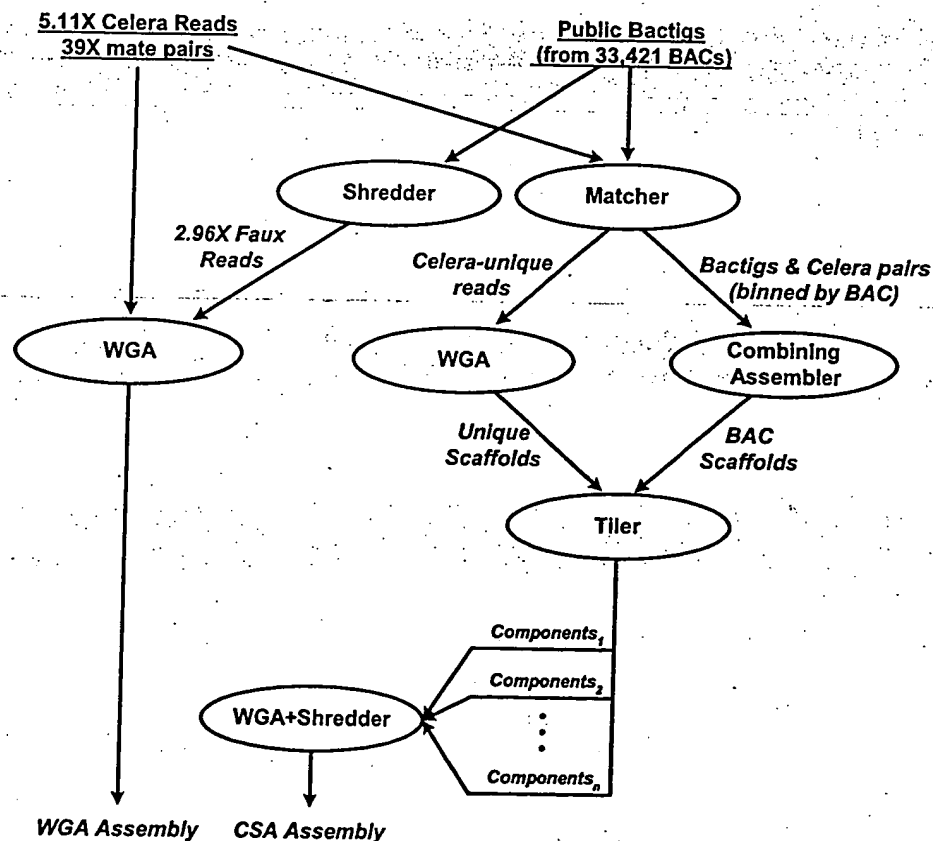 5.11X Celera Reads
39X mate pairs
Public Bactigs
(from 33,421 BACs)
Shredder
Matcher
2.96X Faux
Reads
Celera-unique
reads
Bactigs & Celera pairs
(binned by BAC)
WGA
WGA
Combining
Assembler
Unique
Scaffolds
BAC
Scaffolds
Tiler
Components1
Components2
WGA+Shredder
Componentsn
WGA Assembly
CSA Assembly